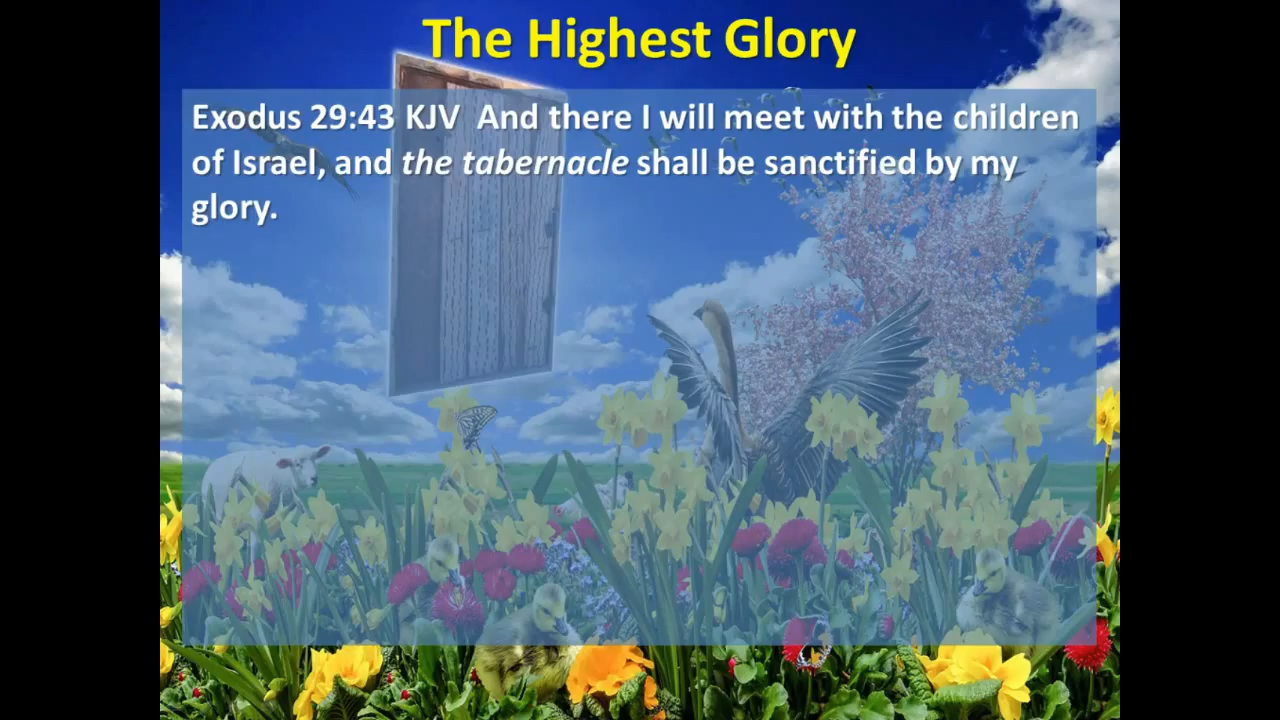 The Highest Glory
Exodus 29:43 KJV  And there I will meet with the children
of Israel, and the tabernacle shall be sanctified by my
glory.